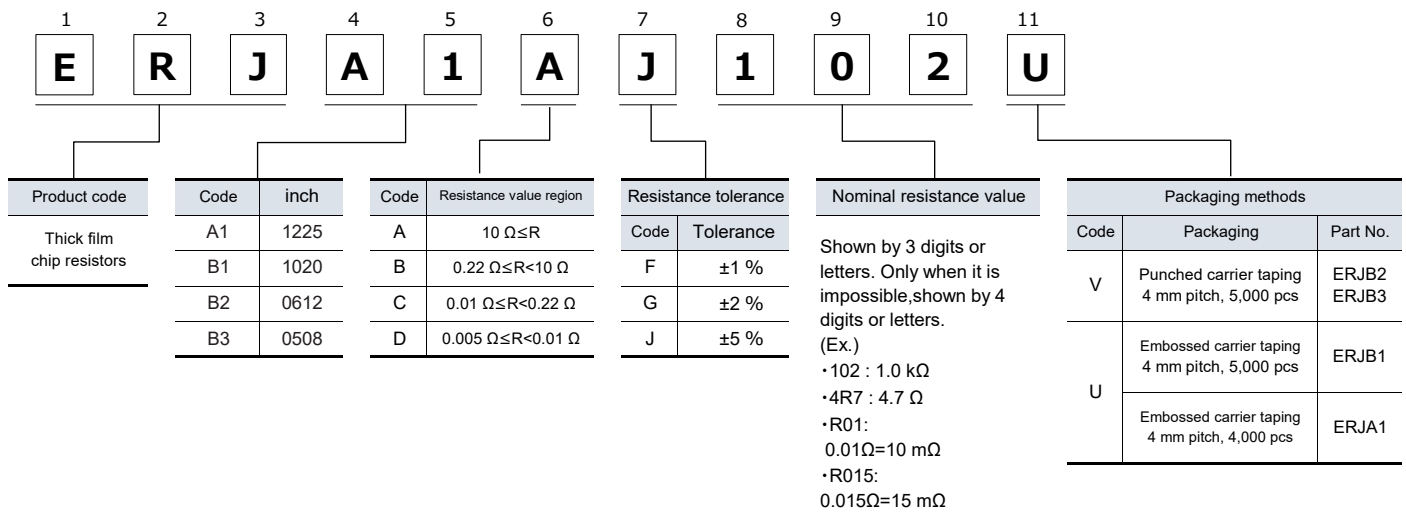 1 2 3 4 5 6 7 8 9 10 11
E R J A 1 A J 1 0 2 U
Product code
Thick film
chip resistors
Code inch
A1 1225
B1 1020
B2 0612
B3 0508
Code Resistance value region
A 10 Ω≤R
B 0.22 Ω≤R<10 Ω
C 0.01 Ω≤R<0.22 Ω
D 0.005 Ω≤R<0.01 Ω
Resistance tolerance
Code Tolerance
F ±1 %
G ±2 %
J ±5 %
Nominal resistance value
Shown by 3 digits or
letters. Only when it is
impossible,shown by 4
digits or letters.
(Ex.)
・102 : 1.0 kΩ
・4R7 : 4.7 Ω
・R01:
0.01Ω=10 mΩ
・R015:
0.015Ω=15 mΩ
Packaging methods
Code Packaging Part No.
V Punched carrier taping
4 mm pitch, 5,000 pcs
ERJB2
ERJB3
U Embossed carrier taping
4 mm pitch, 5,000 pcs
ERJB1
Embossed carrier taping
4 mm pitch, 4,000 pcs
ERJA1